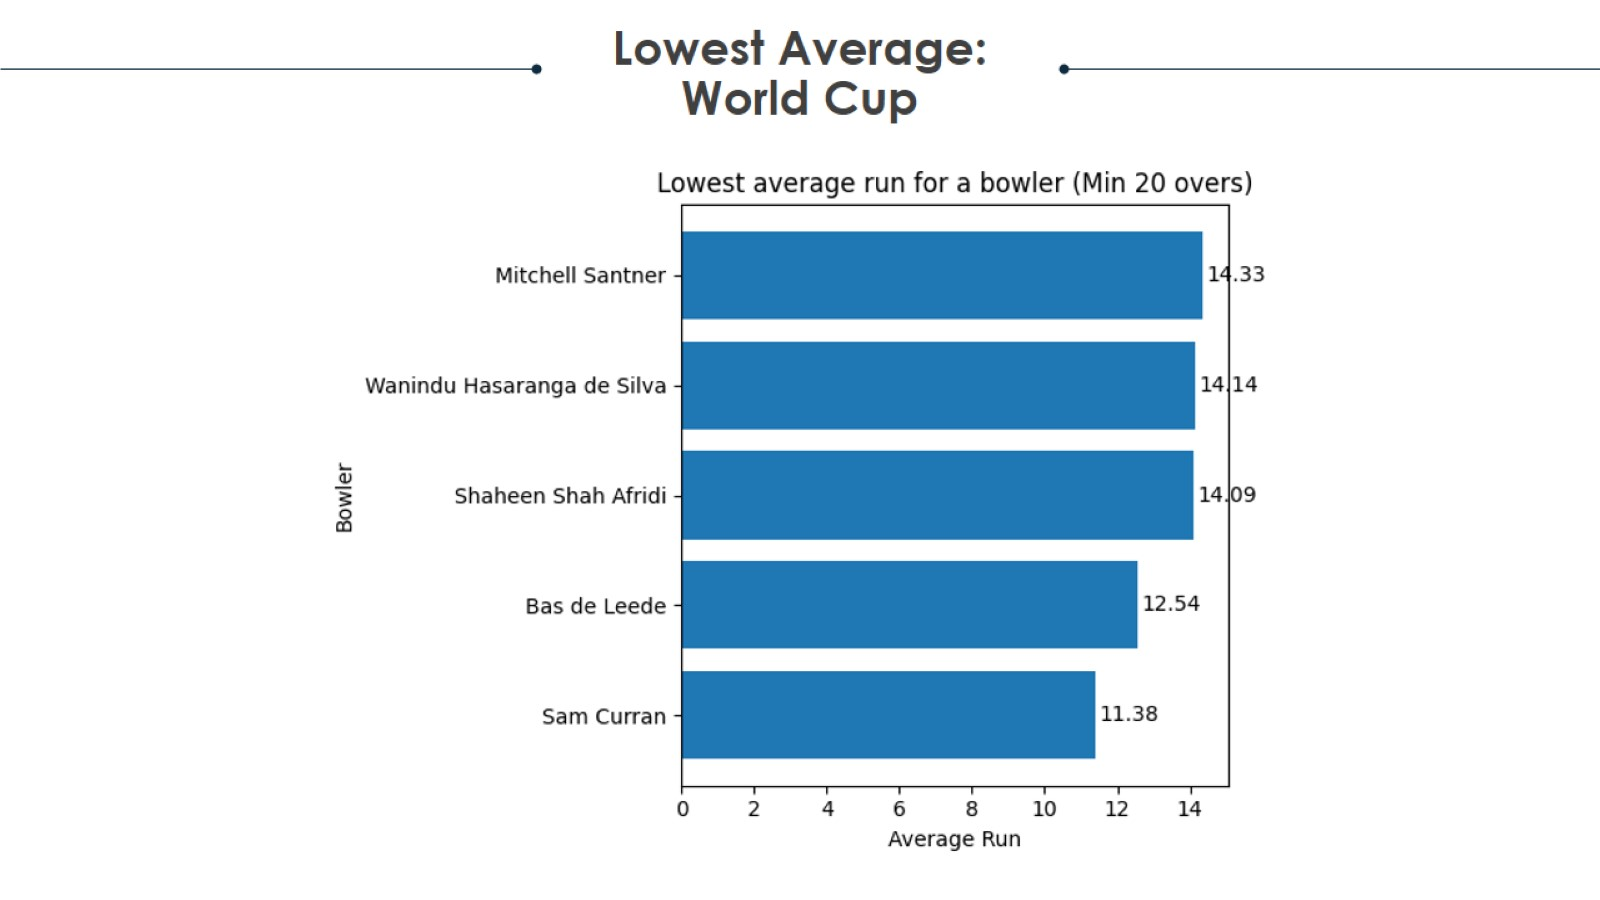 Lowest Average:
World Cup
Lowest average run for a bowler (Min 20 overs)
Mitchell Santner
14.33
Wanindu Hasaranga de Silva
14.14
Shaheen Shah Afridi
14.09
Bas de Leede
12.54
Sam Curran
11.38
Bowler
0 2 4 6 8 10 12 14
Average Run